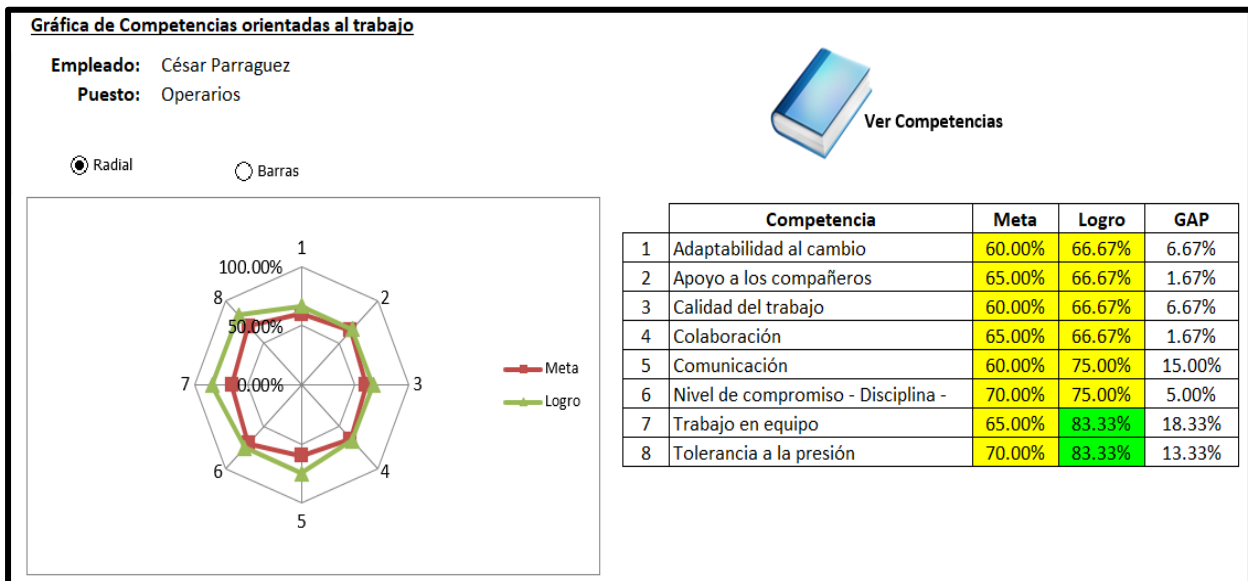 Gráfica de Competencias orientadas al trabajo
Empleado: César Parraguez
Puesto: Operarios
Ver Competencias
Radial
Barras
1
100.00%
8
2
50.00%
7
0.00%
3
6
4
5
Meta
Logro
Competencia Meta Logro GAP
1 Adaptabilidad al cambio 60.00% 66.67% 6.67%
2 Apoyo a los compañeros 65.00% 66.67% 1.67%
3 Calidad del trabajo 60.00% 66.67% 6.67%
4 Colaboración 65.00% 66.67% 1.67%
5 Comunicación 60.00% 75.00% 15.00%
6 Nivel de compromiso - Disciplina - 70.00% 75.00% 5.00%
7 Trabajo en equipo 65.00% 83.33% 18.33%
8 Tolerancia a la presión 70.00% 83.33% 13.33%